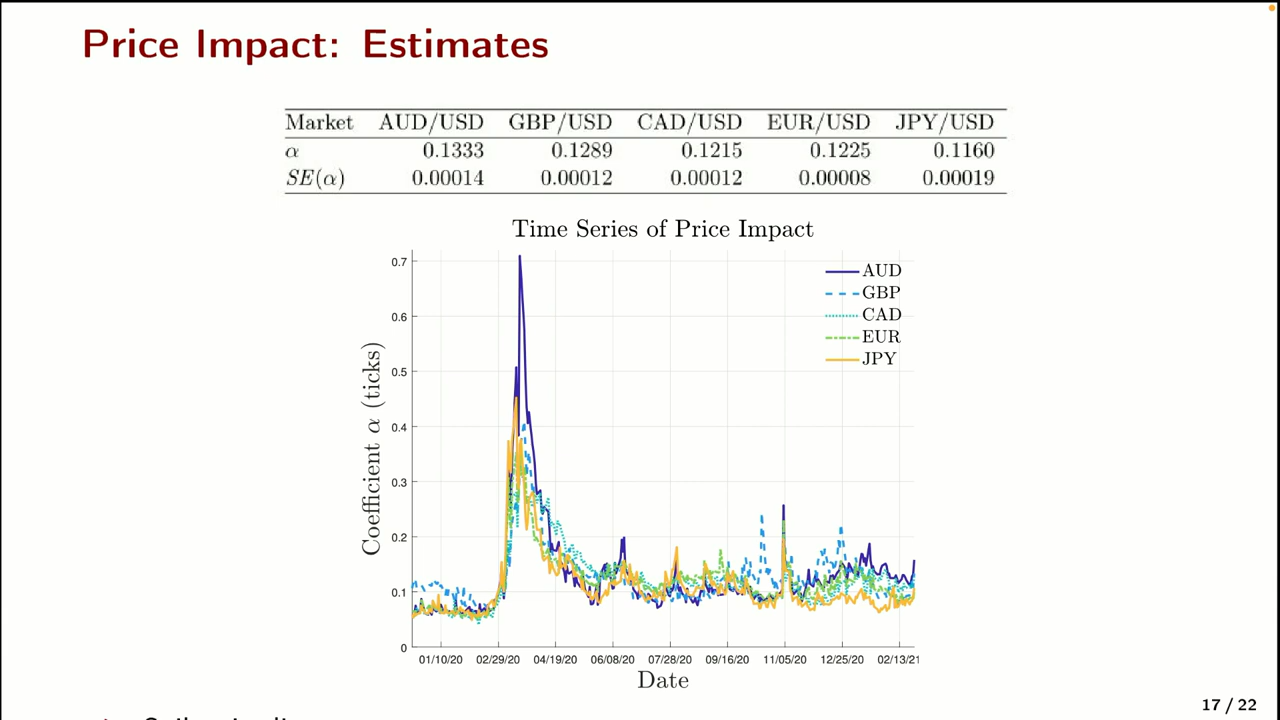 Price Impact: Estimates
Market AUD/USD GBP/USD CAD/USD EUR/USD JPY/USD
α 0.1333 0.1289 0.1215 0.1225 0.1160
SE(α) 0.00014 0.00012 0.00012 0.00008 0.00019
Time Series of Price Impact
AUD
GBP
CAD
EUR
JPY
Coefficient α (ticks)
0.7
0.6
0.5
0.4
0.3
0.2
0.1
0
01/10/20 02/29/20 04/19/20 06/08/20 07/28/20 09/16/20 11/05/20 12/25/20 02/13/21
Date
17 / 22